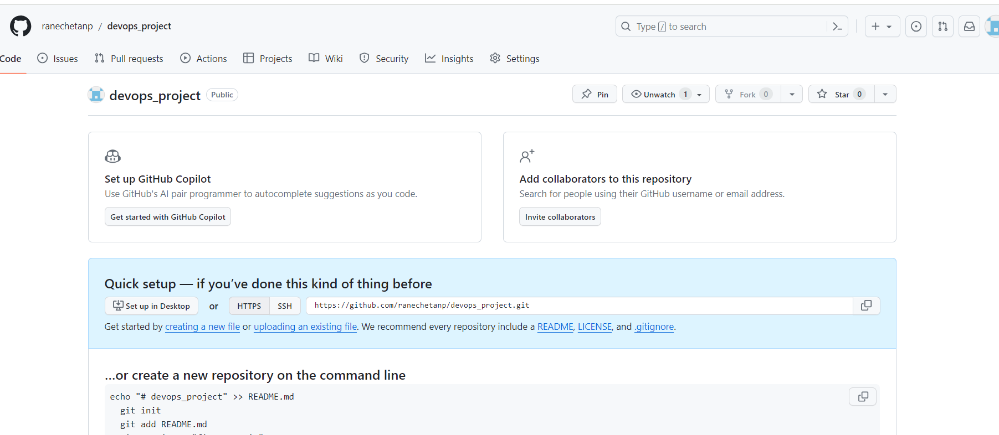 ranechetanp / devops_project
Type / to search
Code Issues Pull requests Actions Projects Wiki Security Insights Settings
devops_project Public
Pin Unwatch 1 Fork 0 Star 0
Set up GitHub Copilot
Use GitHub's AI pair programmer to autocomplete suggestions as you code.
Get started with GitHub Copilot
Add collaborators to this repository
Search for people using their GitHub username or email address.
Invite collaborators
Quick setup — if you’ve done this kind of thing before
Set up in Desktop or HTTPS SSH https://github.com/ranechetanp/devops_project.git
Get started by creating a new file or uploading an existing file. We recommend every repository include a README, LICENSE, and .gitignore.
…or create a new repository on the command line
echo "# devops_project" >> README.md
git init
git add README.md